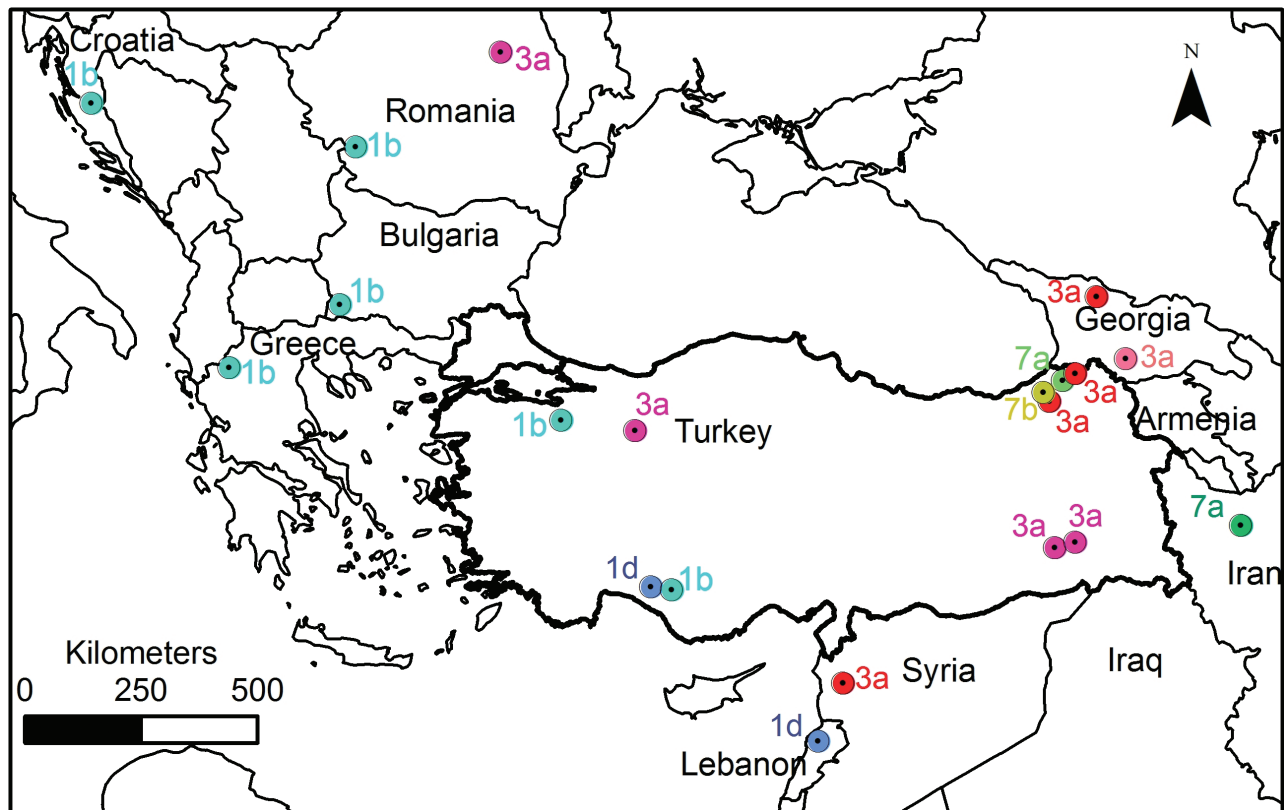 Croatia
1b
3a
N
Romania
1b
Bulgaria
1b
3a
Georgia
Greece
1b
7a
3a
3a
7b
3a
Armenia
1b
3a
Turkey
7a
3a
3a
1d
1b
Iran
Kilometers
0 250 500
3a
Syria
Iraq
1d
Lebanon